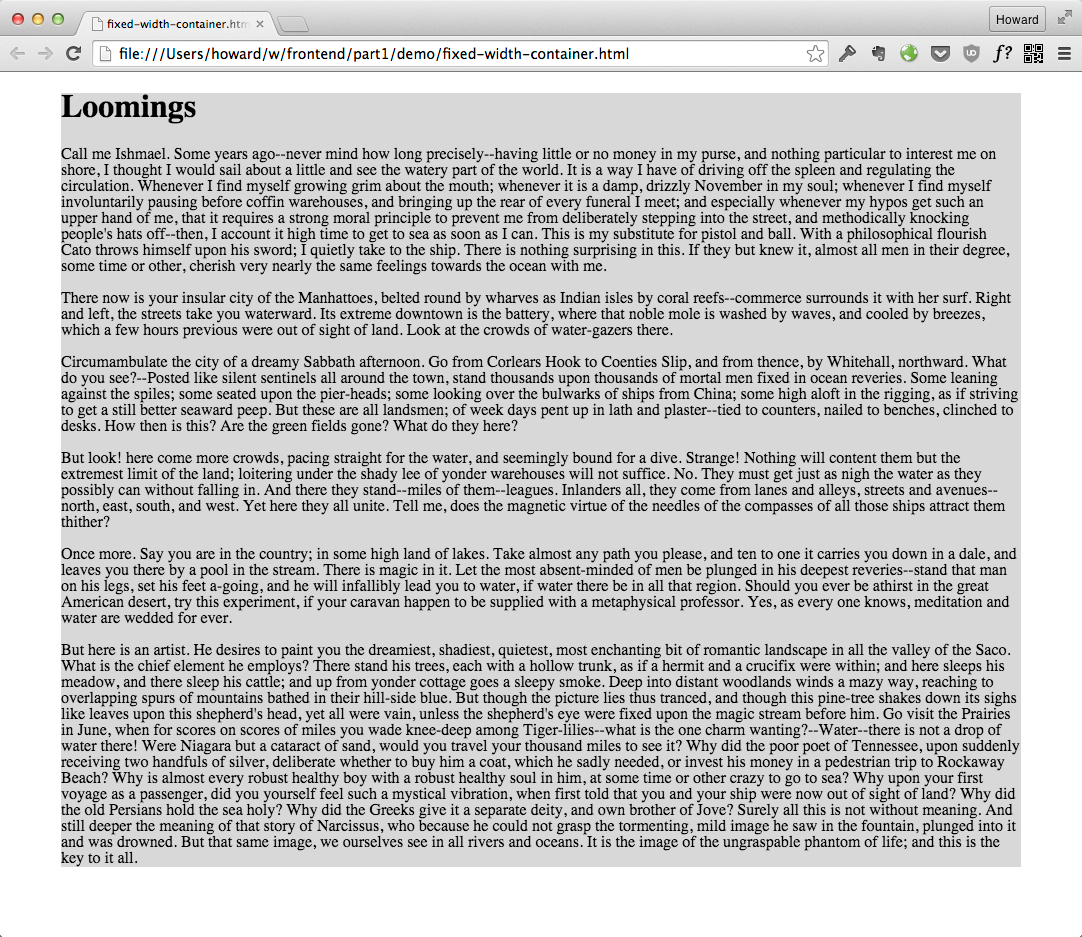 fixed-width-container.htm
Howard
file:///Users/howard/w/frontend/part1/demo/fixed-width-container.html
UD
f?
Loomings
Call me Ishmael. Some years ago--never mind how long precisely--having little or no money in my purse, and nothing particular to interest me on
shore, I thought I would sail about a little and see the watery part of the world. It is a way I have of driving off the spleen and regulating the
circulation. Whenever I find myself growing grim about the mouth; whenever it is a damp, drizzly November in my soul; whenever I find myself
involuntarily pausing before coffin warehouses, and bringing up the rear of every funeral I meet; and especially whenever my hypos get such an
upper hand of me, that it requires a strong moral principle to prevent me from deliberately stepping into the street, and methodically knocking
people's hats off--then, I account it high time to get to sea as soon as I can. This is my substitute for pistol and ball. With a philosophical flourish
Cato throws himself upon his sword; I quietly take to the ship. There is nothing surprising in this. If they but knew it, almost all men in their degree,
some time or other, cherish very nearly the same feelings towards the ocean with me.
There now is your insular city of the Manhattoes, belted round by wharves as Indian isles by coral reefs--commerce surrounds it with her surf. Right
and left, the streets take you waterward. Its extreme downtown is the battery, where that noble mole is washed by waves, and cooled by breezes,
which a few hours previous were out of sight of land. Look at the crowds of water-gazers there.
Circumambulate the city of a dreamy Sabbath afternoon. Go from Corlears Hook to Coenties Slip, and from thence, by Whitehall, northward. What
do you see?--Posted like silent sentinels all around the town, stand thousands upon thousands of mortal men fixed in ocean reveries. Some leaning
against the spiles; some seated upon the pier-heads; some looking over the bulwarks of ships from China; some high aloft in the rigging, as if striving
to get a still better seaward peep. But these are all landsmen; of week days pent up in lath and plaster--tied to counters, nailed to benches, clinched to
desks. How then is this? Are the green fields gone? What do they here?
But look! here come more crowds, pacing straight for the water, and seemingly bound for a dive. Strange! Nothing will content them but the
extremest limit of the land; loitering under the shady lee of yonder warehouses will not suffice. No. They must get just as nigh the water as they
possibly can without falling in. And there they stand--miles of them--leagues. Inlanders all, they come from lanes and alleys, streets and avenues--
north, east, south, and west. Yet here they all unite. Tell me, does the magnetic virtue of the needles of the compasses of all those ships attract them
thither?
Once more. Say you are in the country; in some high land of lakes. Take almost any path you please, and ten to one it carries you down in a dale, and
leaves you there by a pool in the stream. There is magic in it. Let the most absent-minded of men be plunged in his deepest reveries--stand that man
on his legs, set his feet a-going, and he will infallibly lead you to water, if water there be in all that region. Should you ever be athirst in the great
American desert, try this experiment, if your caravan happen to be supplied with a metaphysical professor. Yes, as every one knows, meditation and
water are wedded for ever.
But here is an artist. He desires to paint you the dreamiest, shadiest, quietest, most enchanting bit of romantic landscape in all the valley of the Saco.
What is the chief element he employs? There stand his trees, each with a hollow trunk, as if a hermit and a crucifix were within; and here sleeps his
meadow, and there sleep his cattle; and up from yonder cottage goes a sleepy smoke. Deep into distant woodlands winds a mazy way, reaching to
overlapping spurs of mountains bathed in their hill-side blue. But though the picture lies thus tranced, and though this pine-tree shakes down its sighs
like leaves upon this shepherd's head, yet all were vain, unless the shepherd's eye were fixed upon the magic stream before him. Go visit the Prairies
in June, when for scores on scores of miles you wade knee-deep among Tiger-lilies--what is the one charm wanting?--Water--there is not a drop of
water there! Were Niagara but a cataract of sand, would you travel your thousand miles to see it? Why did the poor poet of Tennessee, upon suddenly
receiving two handfuls of silver, deliberate whether to buy him a coat, which he sadly needed, or invest his money in a pedestrian trip to Rockaway
Beach? Why is almost every robust healthy boy with a robust healthy soul in him, at some time or other crazy to go to sea? Why upon your first
voyage as a passenger, did you yourself feel such a mystical vibration, when first told that you and your ship were now out of sight of land? Why did
the old Persians hold the sea holy? Why did the Greeks give it a separate deity, and own brother of Jove? Surely all this is not without meaning. And
still deeper the meaning of that story of Narcissus, who because he could not grasp the tormenting, mild image he saw in the fountain, plunged into it
and was drowned. But that same image, we ourselves see in all rivers and oceans. It is the image of the ungraspable phantom of life; and this is the
key to it all.